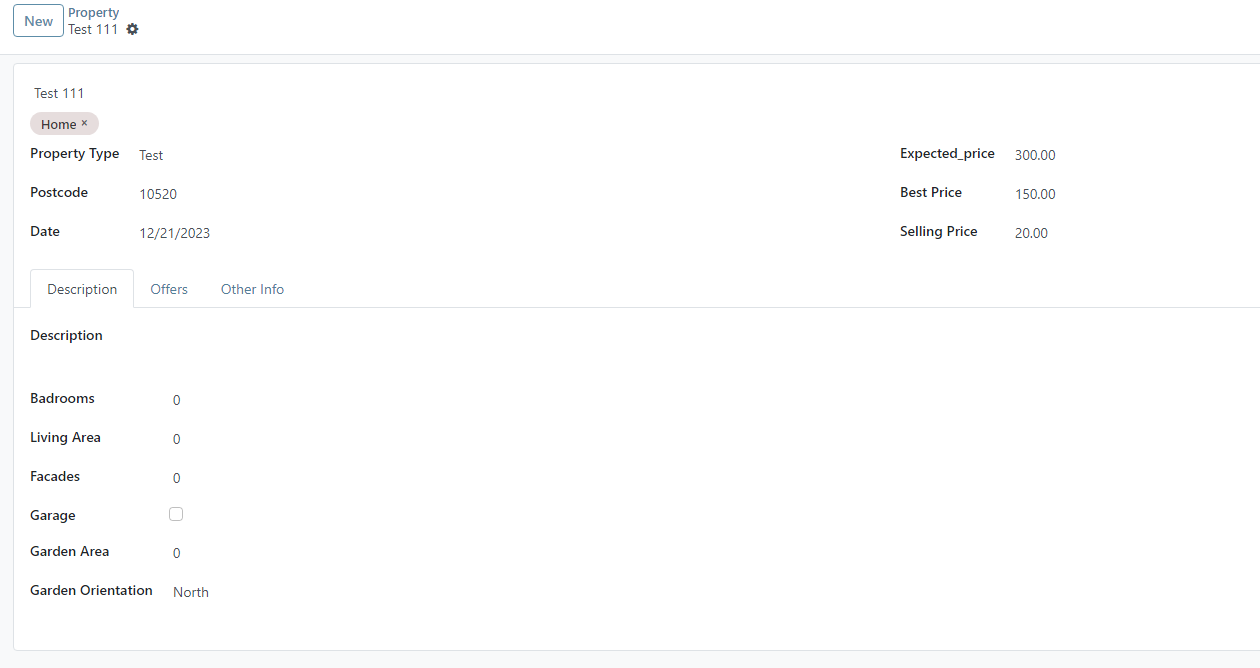 New
Property
Test 111
Test 111
Home ×
Property Type Test
Postcode 10520
Date 12/21/2023
Expected_price 300.00
Best Price 150.00
Selling Price 20.00
Description Offers Other Info
Description
Badrooms 0
Living Area 0
Facades 0
Garage
Garden Area 0
Garden Orientation North